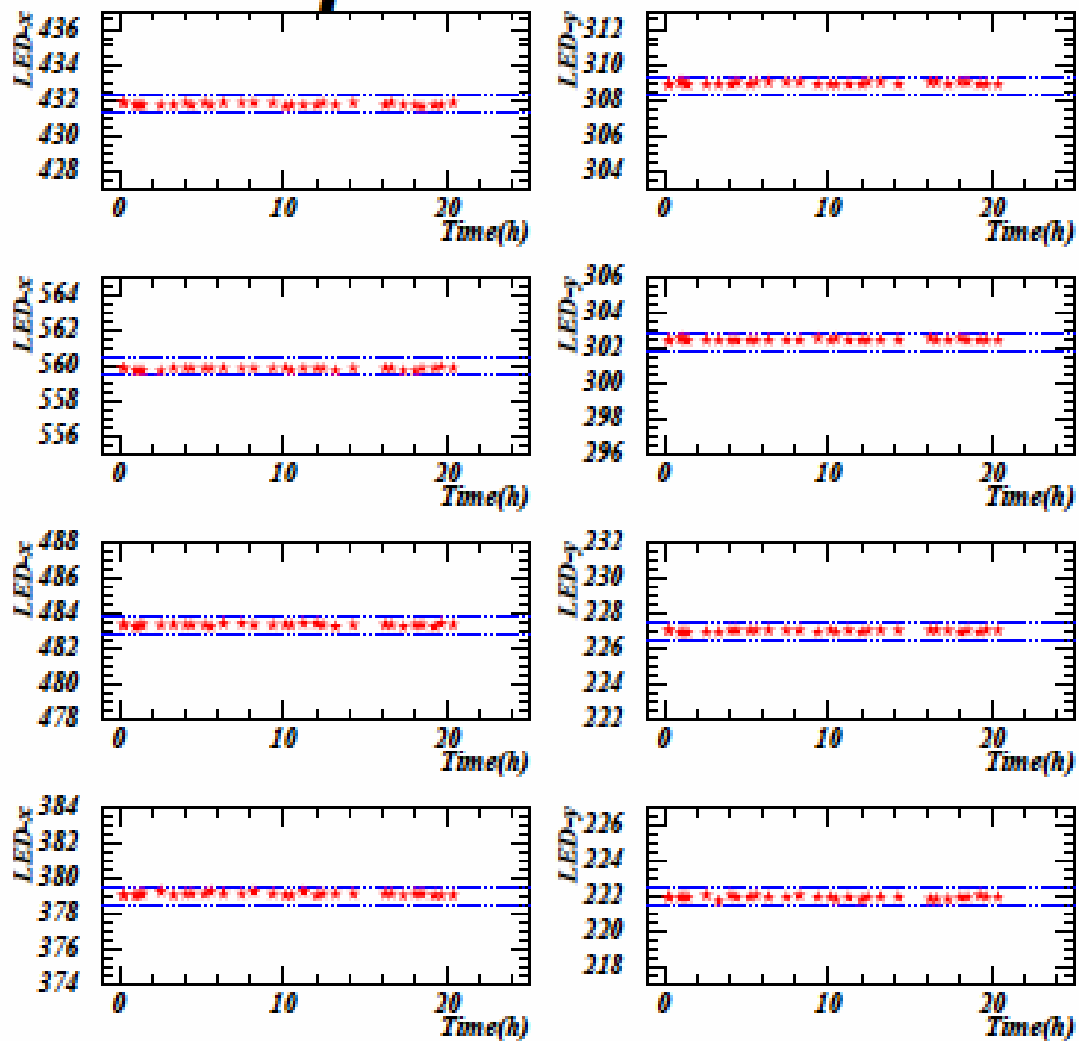 LED-x 436 434 432 430 428
0 10 20
Time(h)
LED-y 312 310 308 306 304
0 10 20
Time(h)
LED-x 564 562 560 558 556
0 10 20
Time(h)
LED-y 306 304 302 300 298 296
0 10 20
Time(h)
LED-x 488 486 484 482 480 478
0 10 20
Time(h)
LED-y 232 230 228 226 224 222
0 10 20
Time(h)
LED-x 384 382 380 378 376 374
0 10 20
Time(h)
LED-y 226 224 222 220 218
0 10 20
Time(h)